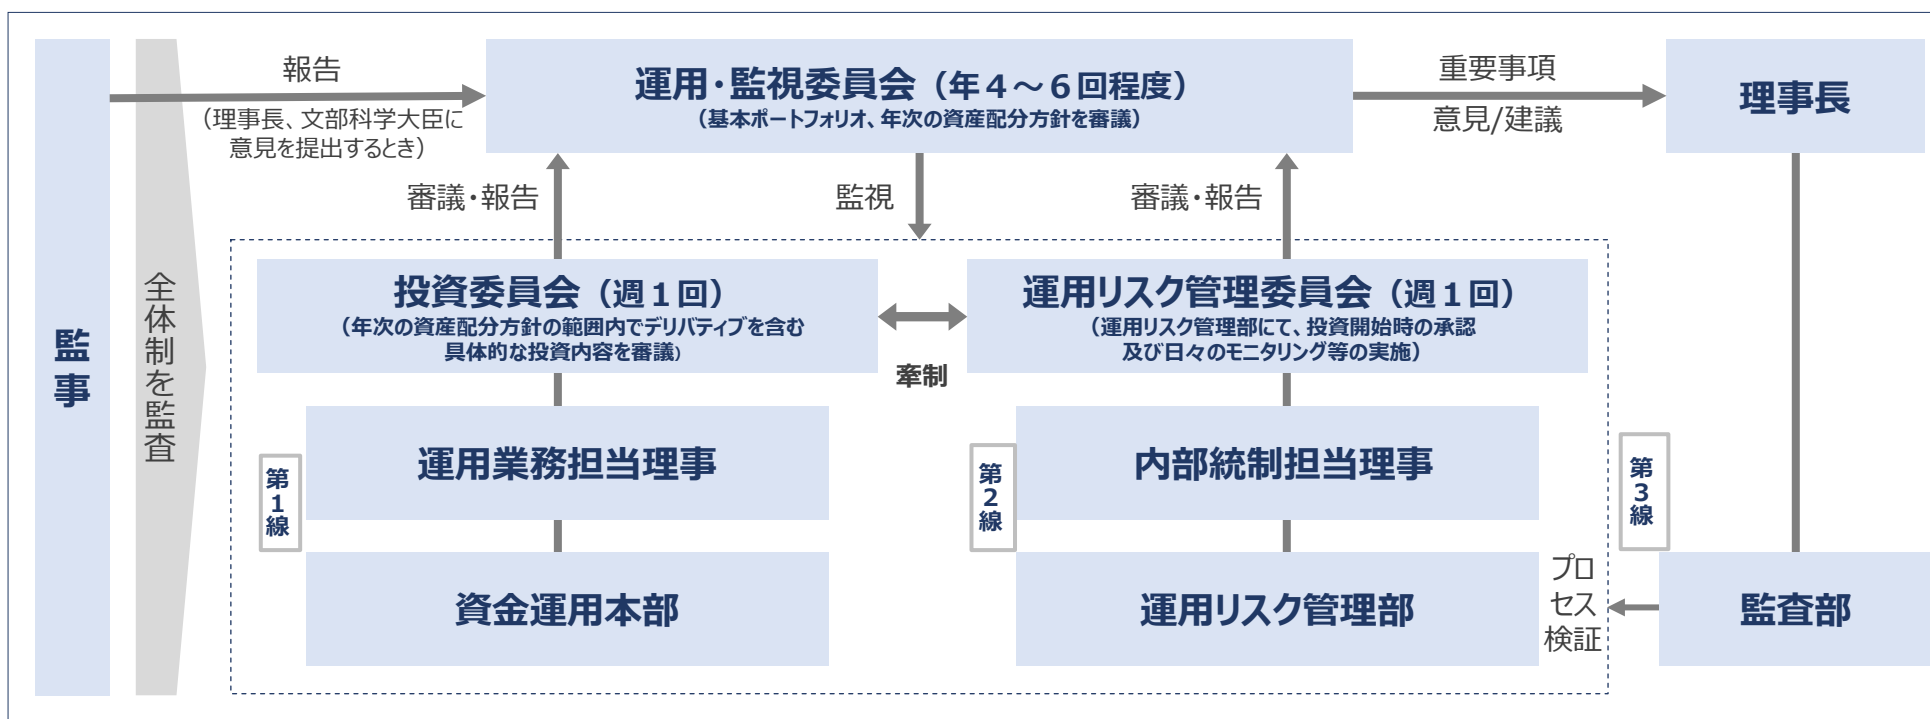 監事
全体制を監査
報告
（理事長、文部科学大臣に
意見を提出するとき）
運用・監視委員会（年４～６回程度）
（基本ポートフォリオ、年次の資産配分方針を審議）
重要事項
意見/建議
理事長
審議・報告
監視
審議・報告
投資委員会（週１回）
（年次の資産配分方針の範囲内でデリバティブを含む
具体的な投資内容を審議）
牽制
運用リスク管理委員会（週１回）
（運用リスク管理部にて、投資開始時の承認
及び日々のモニタリング等の実施）
第1線
運用業務担当理事
資金運用本部
第2線
内部統制担当理事
運用リスク管理部
第3線
プロ
セス
検証
監査部